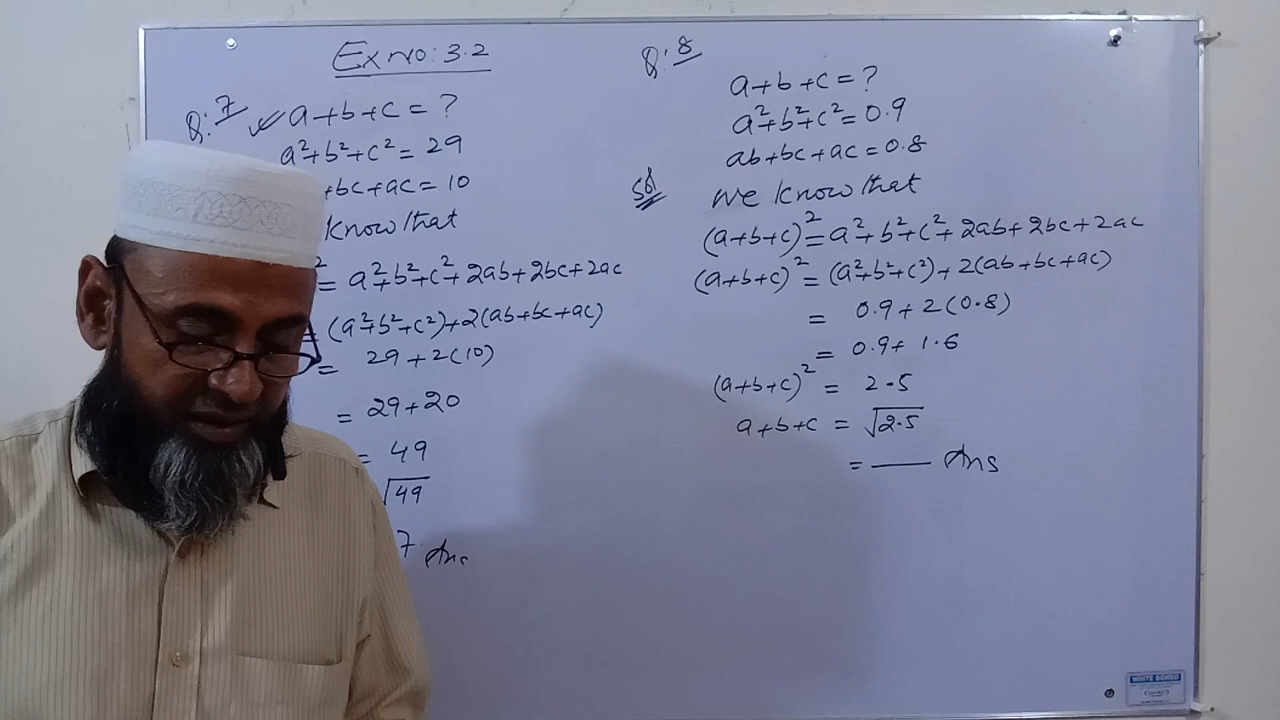 Ex No: 3.2
Q: 7 ✓ a+b+c = ?
a²+b²+c² = 29
+bc+ac = 10
know that
² = a²+b²+c²+2ab+2bc+2ac
= (a²+b²+c²)+2(ab+bc+ac)
= 29+2(10)
= 29+20
= 49
√49
7 Ans
Q: 8
a+b+c = ?
a²+b²+c² = 0.9
ab+bc+ac = 0.8
Sol We know that
(a+b+c)² = a²+b²+c²+2ab+2bc+2ac
(a+b+c)² = (a²+b²+c²)+2(ab+bc+ac)
= 0.9+2(0.8)
= 0.9+1.6
(a+b+c)² = 2.5
a+b+c = √2.5
= —— Ans
WHITE BOARD